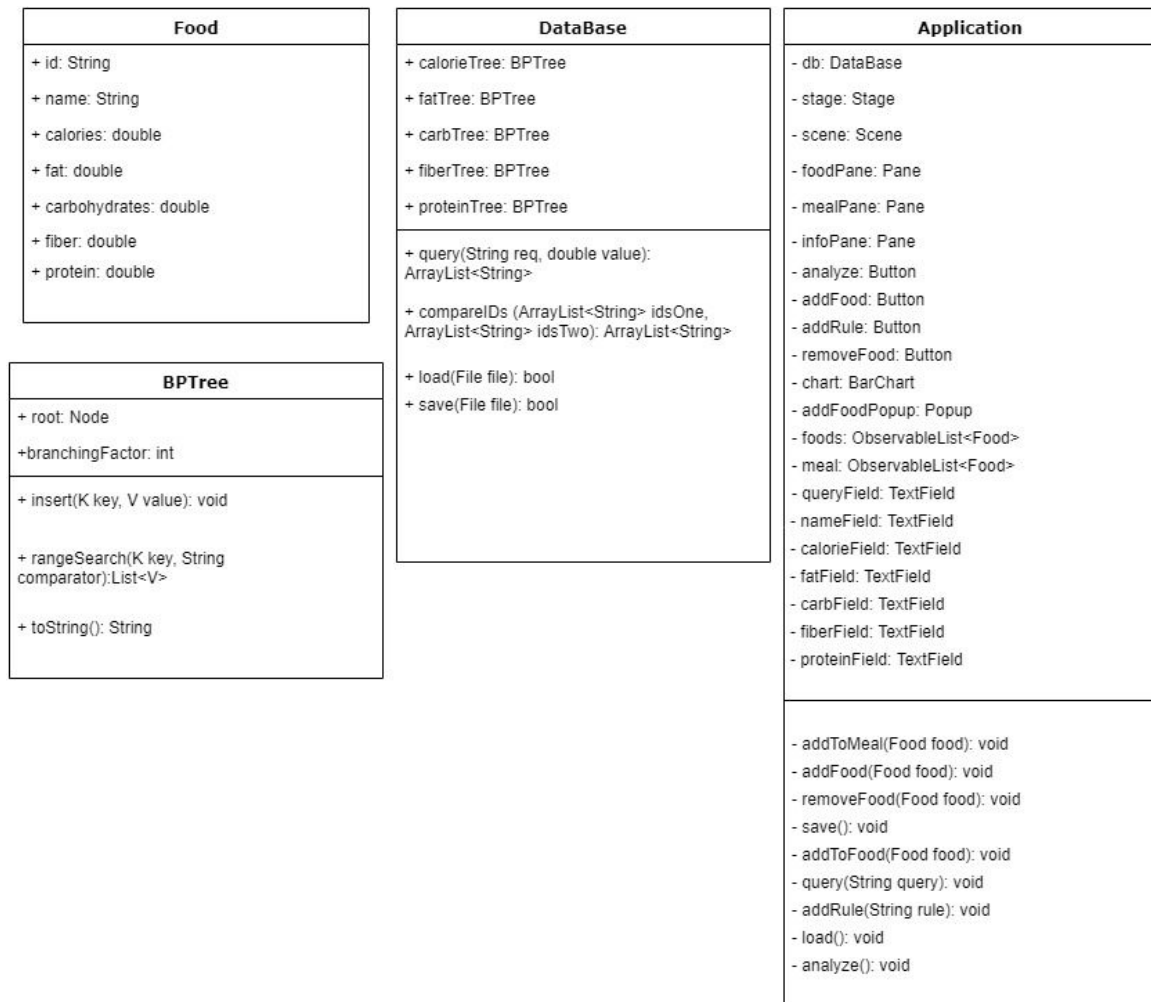 Food
+ id: String
+ name: String
+ calories: double
+ fat: double
+ carbohydrates: double
+ fiber: double
+ protein: double
BPTree
+ root: Node
+branchingFactor: int
+ insert(K key, V value): void
+ rangeSearch(K key, String
comparator):List<V>
+ toString(): String
DataBase
+ calorieTree: BPTree
+ fatTree: BPTree
+ carbTree: BPTree
+ fiberTree: BPTree
+ proteinTree: BPTree
+ query(String req, double value):
ArrayList<String>
+ compareIDs (ArrayList<String> idsOne,
ArrayList<String> idsTwo): ArrayList<String>
+ load(File file): bool
+ save(File file): bool
Application
- db: DataBase
- stage: Stage
- scene: Scene
- foodPane: Pane
- mealPane: Pane
- infoPane: Pane
- analyze: Button
- addFood: Button
- addRule: Button
- removeFood: Button
- chart: BarChart
- addFoodPopup: Popup
- foods: ObservableList<Food>
- meal: ObservableList<Food>
- queryField: TextField
- nameField: TextField
- calorieField: TextField
- fatField: TextField
- carbField: TextField
- fiberField: TextField
- proteinField: TextField
- addToMeal(Food food): void
- addFood(Food food): void
- removeFood(Food food): void
- save(): void
- addToFood(Food food): void
- query(String query): void
- addRule(String rule): void
- load(): void
- analyze(): void